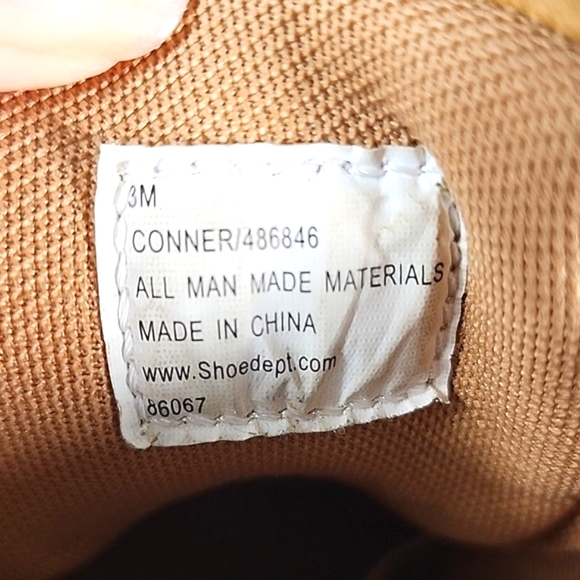 3M
CONNER/486846
ALL MAN MADE MATERIALS
MADE IN CHINA
www.Shoedept.com
86067